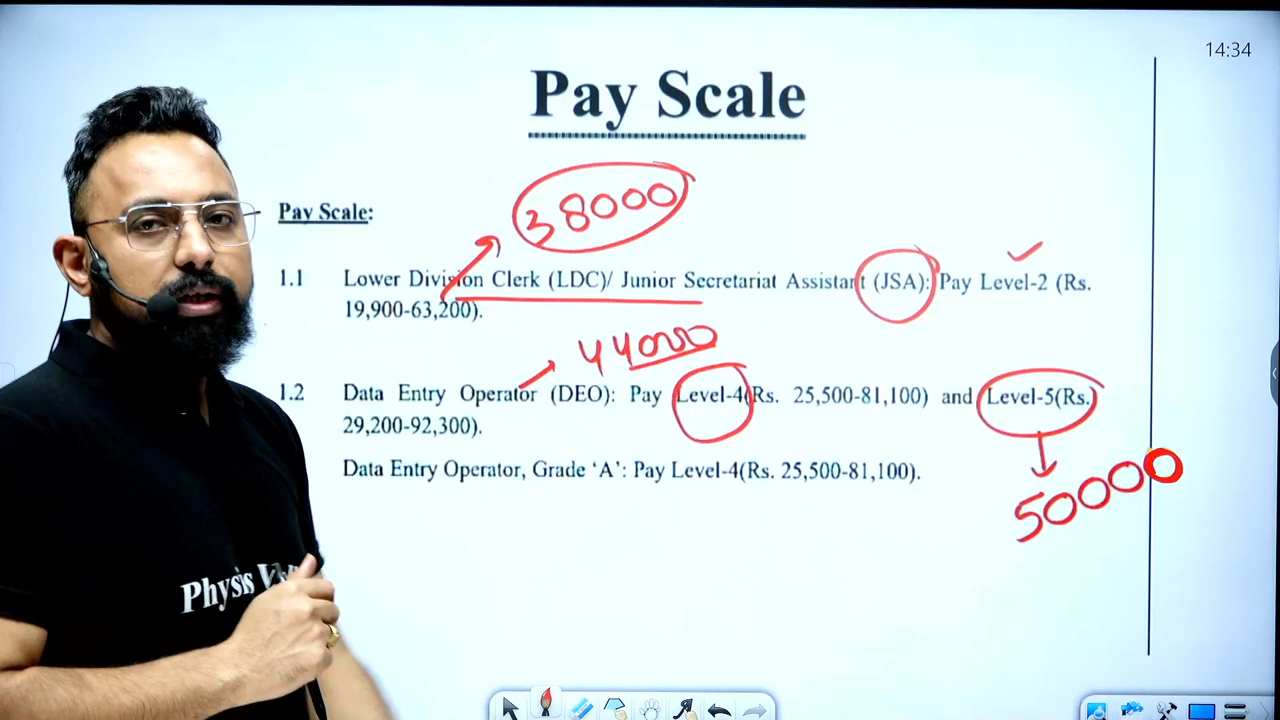 14:34
Pay Scale
38000
Pay Scale:
1.1 Lower Division Clerk (LDC)/ Junior Secretariat Assistant (JSA): Pay Level-2 (Rs.
19,900-63,200).
44000
1.2 Data Entry Operator (DEO): Pay Level-4(Rs. 25,500-81,100) and Level-5(Rs.
29,200-92,300).
Data Entry Operator, Grade ‘A’: Pay Level-4(Rs. 25,500-81,100).
50000
Physis